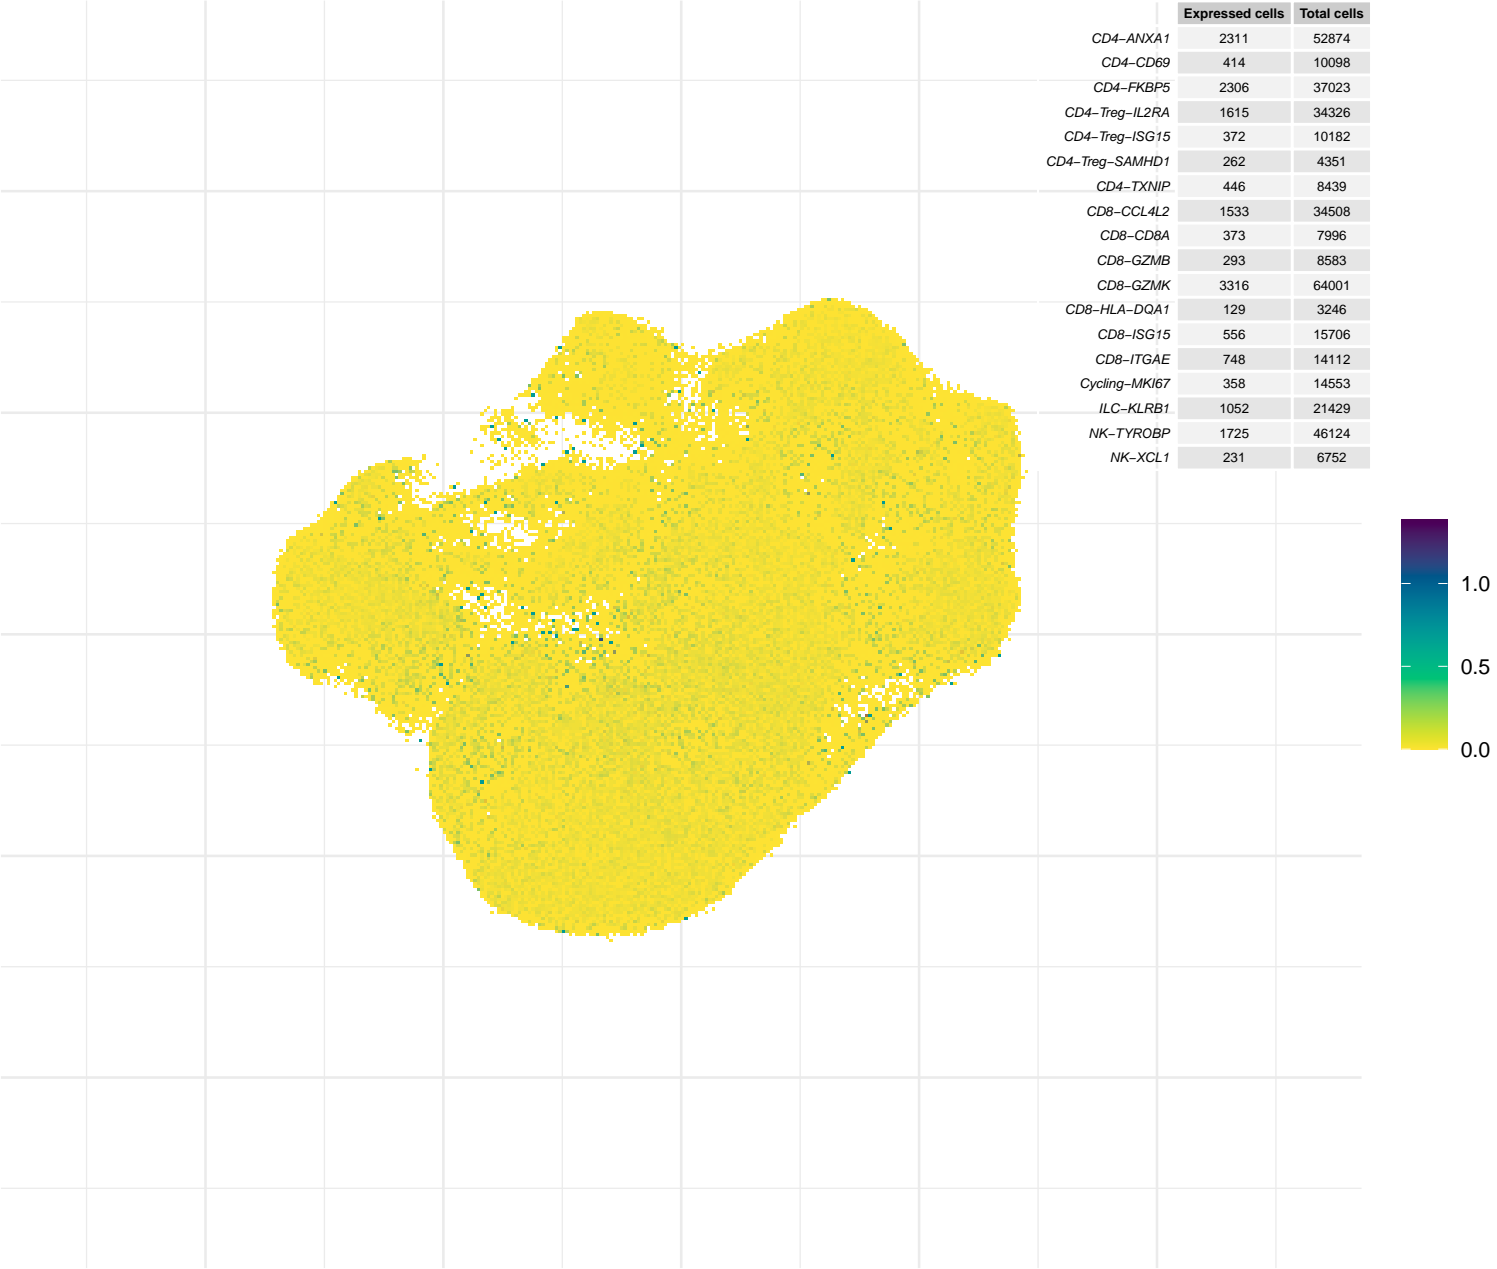 Expressed cells Total cells
CD4−ANXA1 2311 52874
CD4−CD69 414 10098
CD4−FKBP5 2306 37023
CD4−Treg−IL2RA 1615 34326
CD4−Treg−ISG15 372 10182
CD4−Treg−SAMHD1 262 4351
CD4−TXNIP 446 8439
CD8−CCL4L2 1533 34508
CD8−CD8A 373 7996
CD8−GZMB 293 8583
CD8−GZMK 3316 64001
CD8−HLA−DQA1 129 3246
CD8−ISG15 556 15706
CD8−ITGAE 748 14112
Cycling−MKI67 358 14553
ILC−KLRB1 1052 21429
NK−TYROBP 1725 46124
NK−XCL1 231 6752
1.0
0.5
0.0